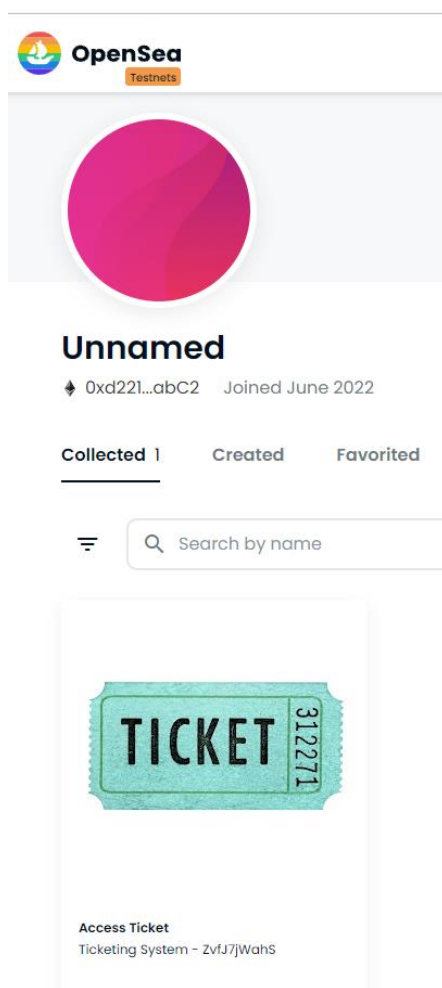 OpenSea
Testnets
Unnamed
0xd221...abC2 Joined June 2022
Collected 1 Created Favorited
Search by name
TICKET 312271
Access Ticket
Ticketing System - ZvfJ7jWahS